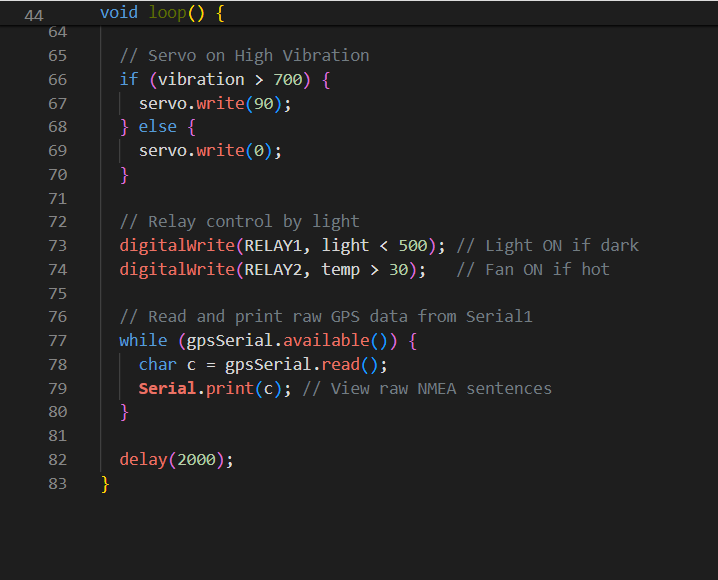 44 void loop() {
64
65 // Servo on High Vibration
66 if (vibration > 700) {
67 servo.write(90);
68 } else {
69 servo.write(0);
70 }
71
72 // Relay control by light
73 digitalWrite(RELAY1, light < 500); // Light ON if dark
74 digitalWrite(RELAY2, temp > 30); // Fan ON if hot
75
76 // Read and print raw GPS data from Serial1
77 while (gpsSerial.available()) {
78 char c = gpsSerial.read();
79 Serial.print(c); // View raw NMEA sentences
80 }
81
82 delay(2000);
83 }